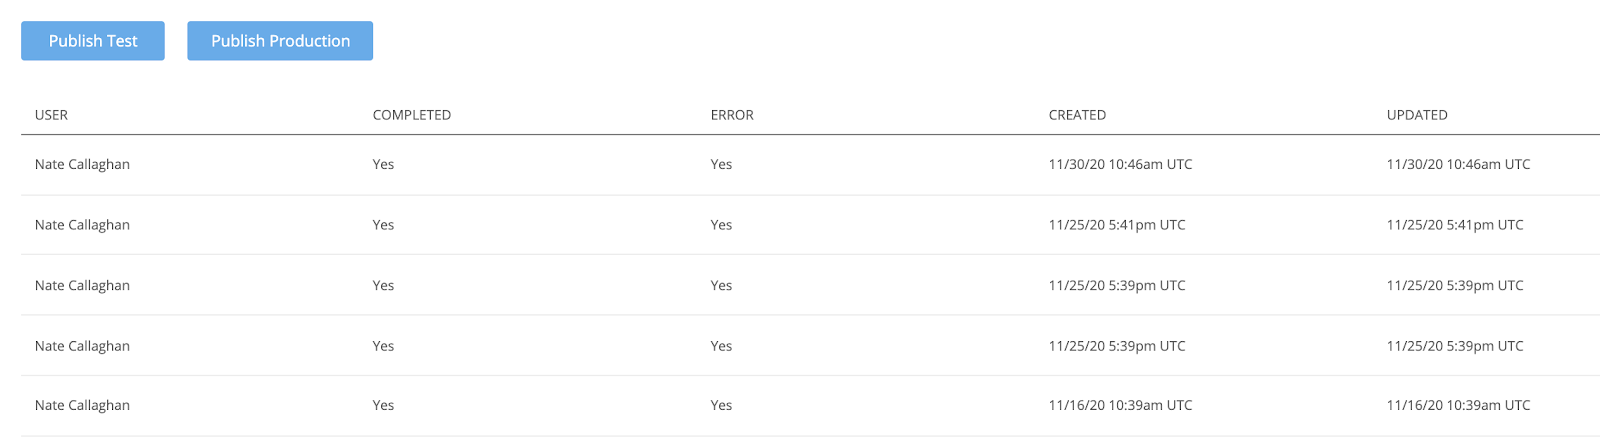 Publish Test Publish Production
USER COMPLETED ERROR CREATED UPDATED
Nate Callaghan Yes Yes 11/30/20 10:46am UTC 11/30/20 10:46am UTC
Nate Callaghan Yes Yes 11/25/20 5:41pm UTC 11/25/20 5:41pm UTC
Nate Callaghan Yes Yes 11/25/20 5:39pm UTC 11/25/20 5:39pm UTC
Nate Callaghan Yes Yes 11/25/20 5:39pm UTC 11/25/20 5:39pm UTC
Nate Callaghan Yes Yes 11/16/20 10:39am UTC 11/16/20 10:39am UTC